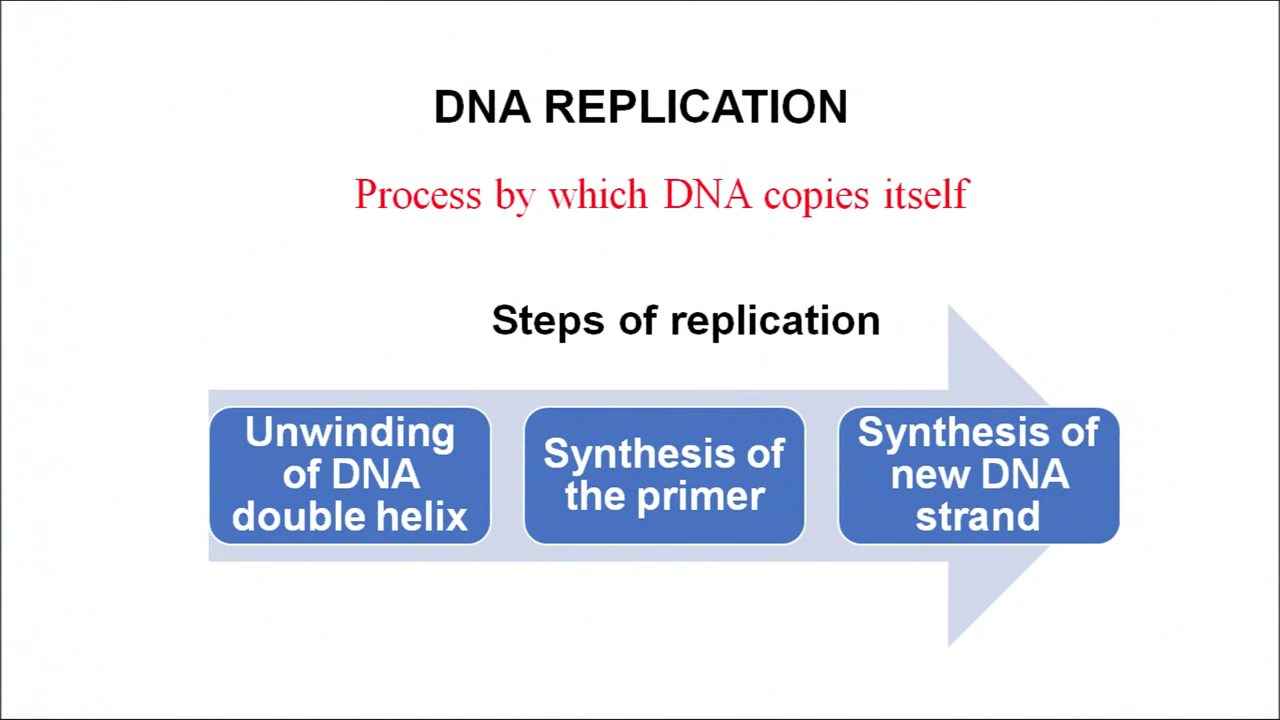 DNA REPLICATION
Process by which DNA copies itself
Steps of replication
Unwinding
of DNA
double helix
Synthesis of
the primer
Synthesis of
new DNA
strand